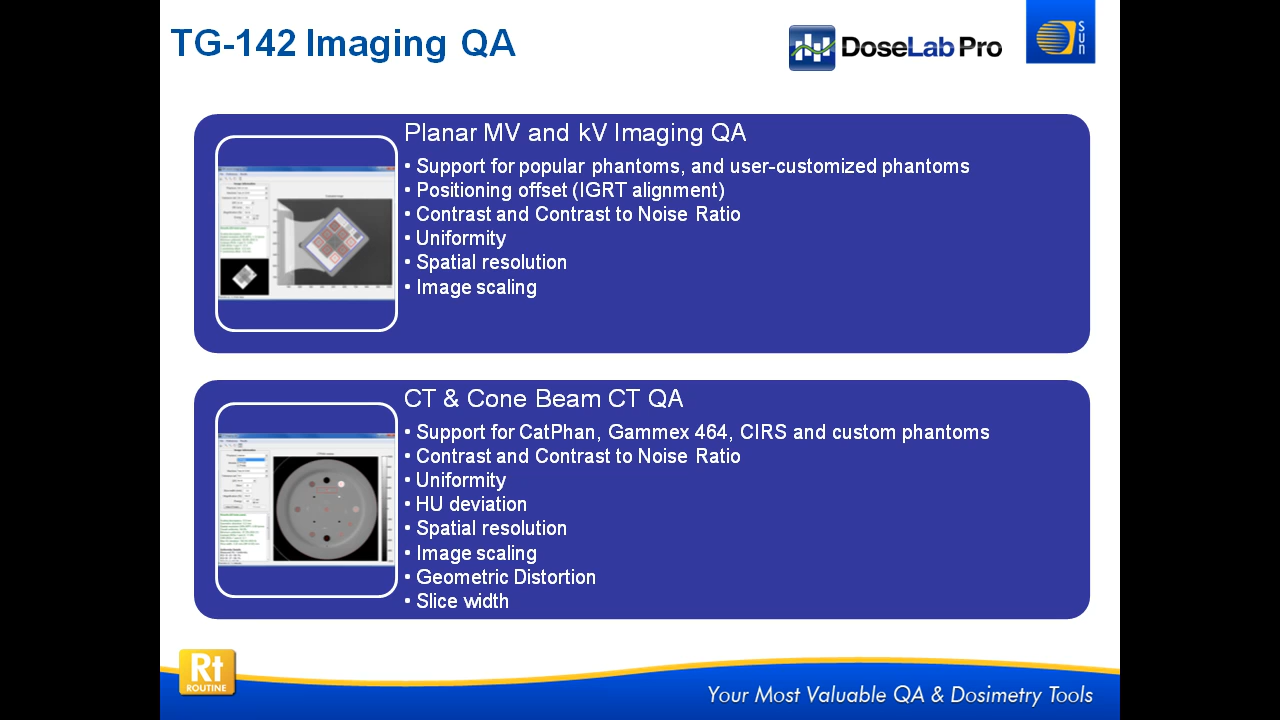 TG-142 Imaging QA
DoseLab Pro
sun
Planar MV and kV Imaging QA
• Support for popular phantoms, and user-customized phantoms
• Positioning offset (IGRT alignment)
• Contrast and Contrast to Noise Ratio
• Uniformity
• Spatial resolution
• Image scaling
CT & Cone Beam CT QA
• Support for CatPhan, Gammex 464, CIRS and custom phantoms
• Contrast and Contrast to Noise Ratio
• Uniformity
• HU deviation
• Spatial resolution
• Image scaling
• Geometric Distortion
• Slice width
Rt
ROUTINE
Your Most Valuable QA & Dosimetry Tools